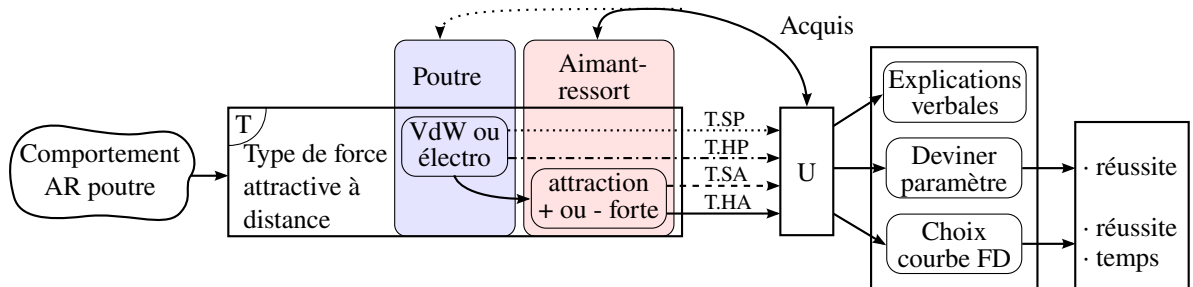 Acquis
Poutre
Aimant-
ressort
Comportement
AR poutre
T
Type de force
attractive à
distance
VdW ou
électro
attraction
+ ou - forte
T.SP
T.HP
T.SA
T.HA
U
Explications
verbales
Deviner
paramètre
Choix
courbe FD
· réussite
· réussite
· temps